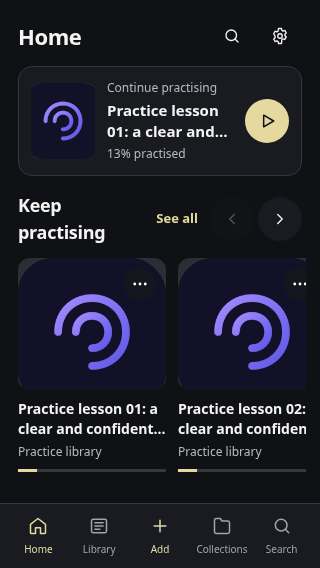 Home
Continue practising
Practice lesson
01: a clear and...
13% practised
Keep
practising
See all
Practice lesson 01: a
clear and confident...
Practice library
Practice lesson 02:
clear and confiden
Practice library
Home
Library
Add
Collections
Search